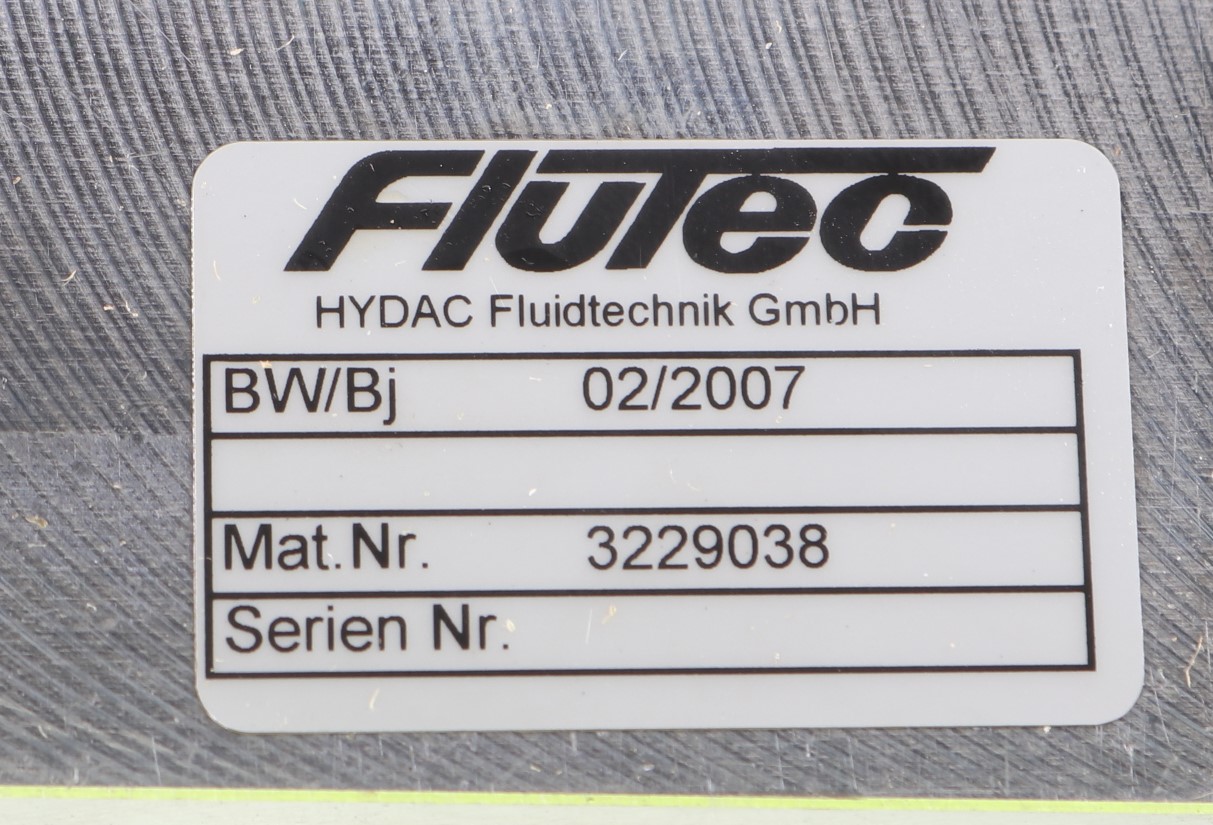 FluTec
HYDAC Fluidtechnik GmbH
BW/Bj 02/2007
Mat.Nr. 3229038
Serien Nr.